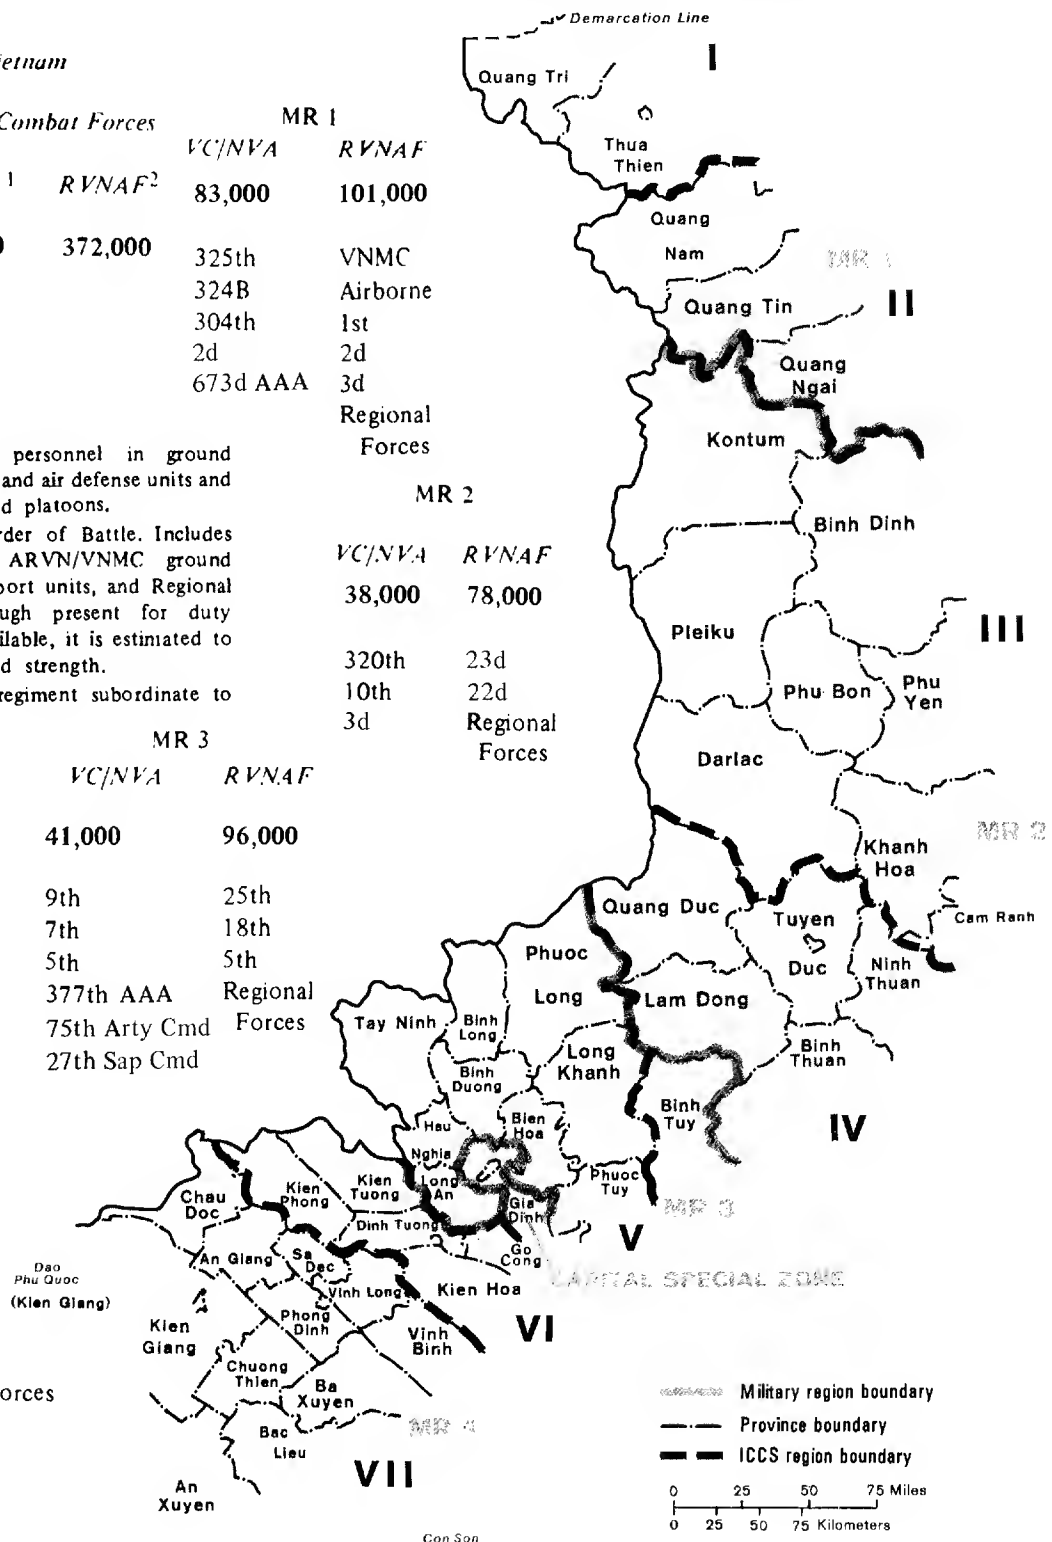 Demarcation Line
ietnam
Combat Forces
1 RVNAF2
0 372,000
MR 1
VC/NVA RVNAF
83,000 101,000
325th VNMC
324B Airborne
304th 1st
2d 2d
673d AAA 3d
Regional
Forces
personnel in ground
and air defense units and
d platoons.
rder of Battle. Includes
ARVN/VNMC ground
port units, and Regional
ugh present for duty
ilable, it is estimated to
d strength.
regiment subordinate to
MR 2
VC/NVA RVNAF
38,000 78,000
320th 23d
10th 22d
3d Regional
Forces
MR 3
VC/NVA RVNAF
41,000 96,000
9th 25th
7th 18th
5th 5th
377th AAA Regional
75th Arty Cmd Forces
27th Sap Cmd
orces
I
Quang Tri
Thua
Thien
Quang
Nam
MR 1
Quang Tin
II
Quang
Ngai
Kontum
Binh Dinh
III
Pleiku
Phu Bon
Phu
Yen
Darlac
MR 2
Khanh
Hoa
Quang Duc
Tuyen
Duc
Cam Ranh
Phuoc
Long
Ninh
Thuan
Lam Dong
Tay Ninh
Binh
Long
Long
Khanh
Binh
Thuan
Binh
Duong
Binh
Tuy
IV
Hau
Nghia
Bien
Hoa
Phuoc
Tuy
Long
An
Gia
Dinh
MR 3
V
Chau
Doc
Kien
Phong
Kien
Tuong
Dinh Tuong
Go
Cong
CAPITAL SPECIAL ZONE
Dao
Phu Quoc
(Kien Giang)
An Giang
Sa
Dec
Vinh Long
Kien Hoa
Kien
Giang
Phong
Dinh
Vinh
Binh
VI
Chuong
Thien
Ba
Xuyen
Bac
Lieu
MR 4
An
Xuyen
VII
Con Son
Military region boundary
Province boundary
ICCS region boundary
0 25 50 75 Miles
0 25 50 75 Kilometers